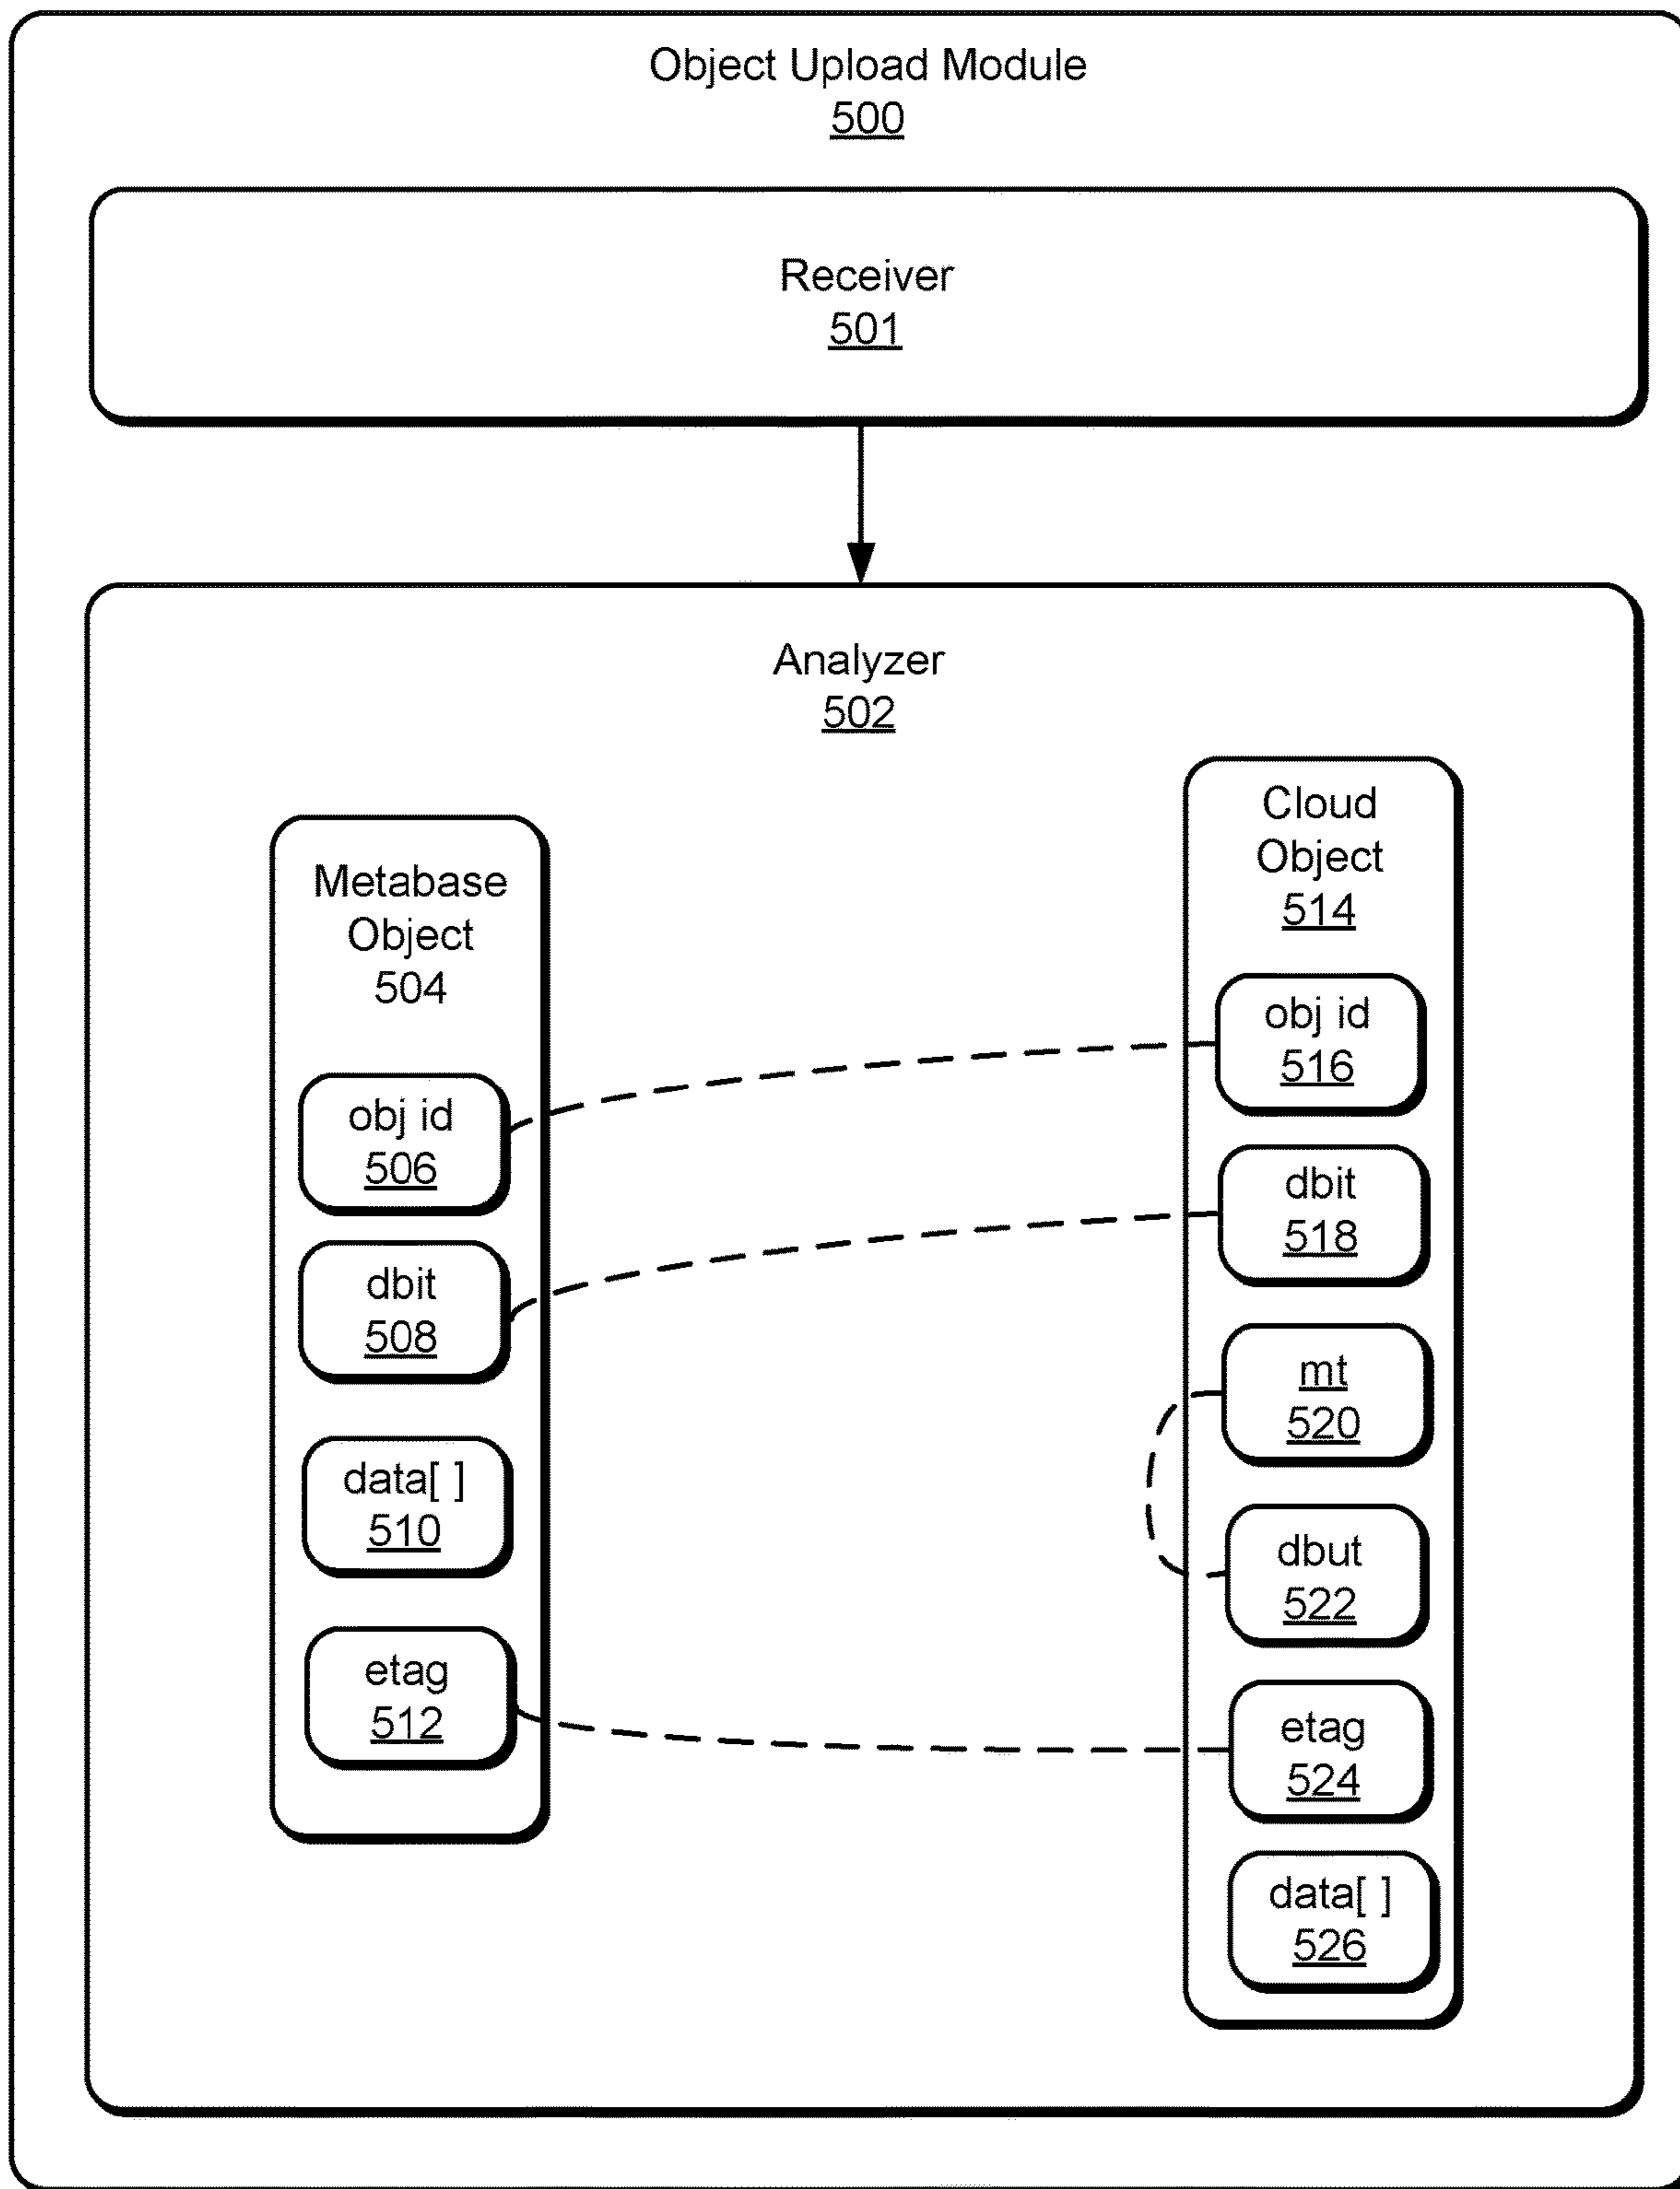 Object Upload Module
500
Receiver
501
Analyzer
502
Metabase
Object
504
obj id
506
dbit
508
data[ ]
510
etag
512
Cloud
Object
514
obj id
516
dbit
518
mt
520
dbut
522
etag
524
data[ ]
526